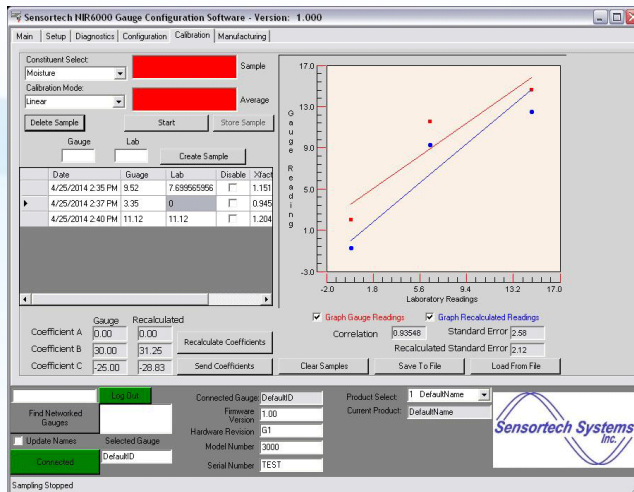 Sensortech NIR6000 Gauge Configuration Software - Version: 1.000
Main Setup Diagnostics Configuration Calibration Manufacturing
Constituent Select:
Moisture
Sample
Calibration Mode:
Linear
Average
Delete Sample Start Store Sample
Gauge Lab
Create Sample
Date Guage Lab Disable Xfact
4/25/2014 2:35 PM 9.52 7.699565956 1.151
4/25/2014 2:37 PM 3.35 0 0.945
4/25/2014 2:40 PM 11.12 11.12 1.204
Gauge Recalculated
Coefficient A 0.00 0.00
Coefficient B 30.00 31.25
Coefficient C -25.00 -28.83
Recalculate Coefficients
Send Coefficients
Gauge Reading
17.0
13.0
9.0
5.0
1.0
-3.0
-2.0 1.8 5.6 9.4 13.2 17.0
Laboratory Readings
Graph Gauge Readings Graph Recalculated Readings
Correlation 0.93548 Standard Error 2.58
Recalculated Standard Error 2.12
Clear Samples Save To File Load From File
Log Out
Find Networked Gauges
Update Names Selected Gauge
Connected DefaultID
Connected Gauge: DefaultID
Firmware Version 1.00
Hardware Revision G1
Model Number 3000
Serial Number TEST
Product Select: 1 DefaultName
Current Product: DefaultName
Sensortech Systems
Inc.
Sampling Stopped